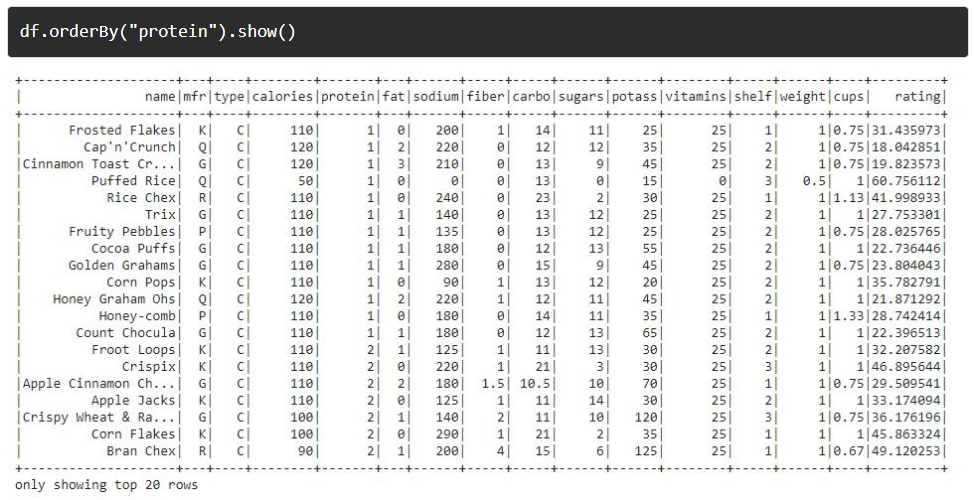 df.orderBy("protein").show()
+--------------------+---+----+--------+-------+---+------+-----+-----+------+------+--------+-----+------+----+---------+
|                name|mfr|type|calories|protein|fat|sodium|fiber|carbo|sugars|potass|vitamins|shelf|weight|cups|   rating|
+--------------------+---+----+--------+-------+---+------+-----+-----+------+------+--------+-----+------+----+---------+
|      Frosted Flakes|  K|   C|     110|      1|  0|   200|    1|   14|    11|    25|      25|    1|     1|0.75|31.435973|
|        Cap'n'Crunch|  Q|   C|     120|      1|  2|   220|    0|   12|    12|    35|      25|    2|     1|0.75|18.042851|
|Cinnamon Toast Cr...|  G|   C|     120|      1|  3|   210|    0|   13|     9|    45|      25|    2|     1|0.75|19.823573|
|         Puffed Rice|  Q|   C|      50|      1|  0|     0|    0|   13|     0|    15|       0|    3|   0.5|   1|60.756112|
|           Rice Chex|  R|   C|     110|      1|  0|   240|    0|   23|     2|    30|      25|    1|     1|1.13|41.998933|
|                Trix|  G|   C|     110|      1|  1|   140|    0|   13|    12|    25|      25|    2|     1|   1|27.753301|
|      Fruity Pebbles|  P|   C|     110|      1|  1|   135|    0|   13|    12|    25|      25|    2|     1|0.75|28.025765|
|         Cocoa Puffs|  G|   C|     110|      1|  1|   180|    0|   12|    13|    55|      25|    2|     1|   1|22.736446|
|      Golden Grahams|  G|   C|     110|      1|  1|   280|    0|   15|     9|    45|      25|    2|     1|0.75|23.804043|
|           Corn Pops|  K|   C|     110|      1|  0|    90|    1|   13|    12|    20|      25|    2|     1|   1|35.782791|
|    Honey Graham Ohs|  Q|   C|     120|      1|  2|   220|    1|   12|    11|    45|      25|    2|     1|   1|21.871292|
|          Honey-comb|  P|   C|     110|      1|  0|   180|    0|   14|    11|    35|      25|    1|     1|1.33|28.742414|
|       Count Chocula|  G|   C|     110|      1|  1|   180|    0|   12|    13|    65|      25|    2|     1|   1|22.396513|
|         Froot Loops|  K|   C|     110|      2|  1|   125|    1|   11|    13|    30|      25|    2|     1|   1|32.207582|
|             Crispix|  K|   C|     110|      2|  0|   220|    1|   21|     3|    30|      25|    3|     1|   1|46.895644|
|Apple Cinnamon Ch...|  G|   C|     110|      2|  2|   180|  1.5| 10.5|    10|    70|      25|    1|     1|0.75|29.509541|
|         Apple Jacks|  K|   C|     110|      2|  0|   125|    1|   11|    14|    30|      25|    2|     1|   1|33.174094|
|Crispy Wheat & Ra...|  G|   C|     100|      2|  1|   140|    2|   11|    10|   120|      25|    3|     1|0.75|36.176196|
|         Corn Flakes|  K|   C|     100|      2|  0|   290|    1|   21|     2|    35|      25|    1|     1|   1|45.863324|
|           Bran Chex|  R|   C|      90|      2|  1|   200|    4|   15|     6|   125|      25|    1|     1|0.67|49.120253|
+--------------------+---+----+--------+-------+---+------+-----+-----+------+------+--------+-----+------+----+---------+
only showing top 20 rows